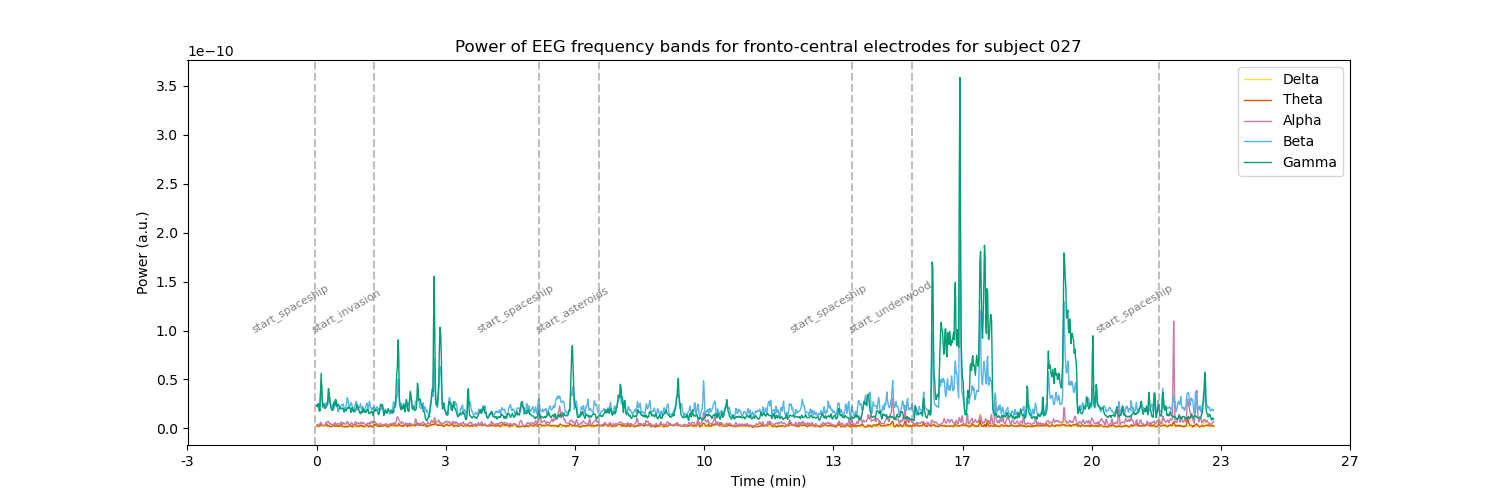 Power of EEG frequency bands for fronto-central electrodes for subject 027
1e−10
Delta
Theta
Alpha
Beta
Gamma
3.5
3.0
2.5
2.0
1.5
1.0
0.5
0.0
Power (a.u.)
start_spaceship
start_invasion
start_spaceship
start_asteroids
start_spaceship
start_underwood
start_spaceship
-3 0 3 7 10 13 17 20 23 27
Time (min)